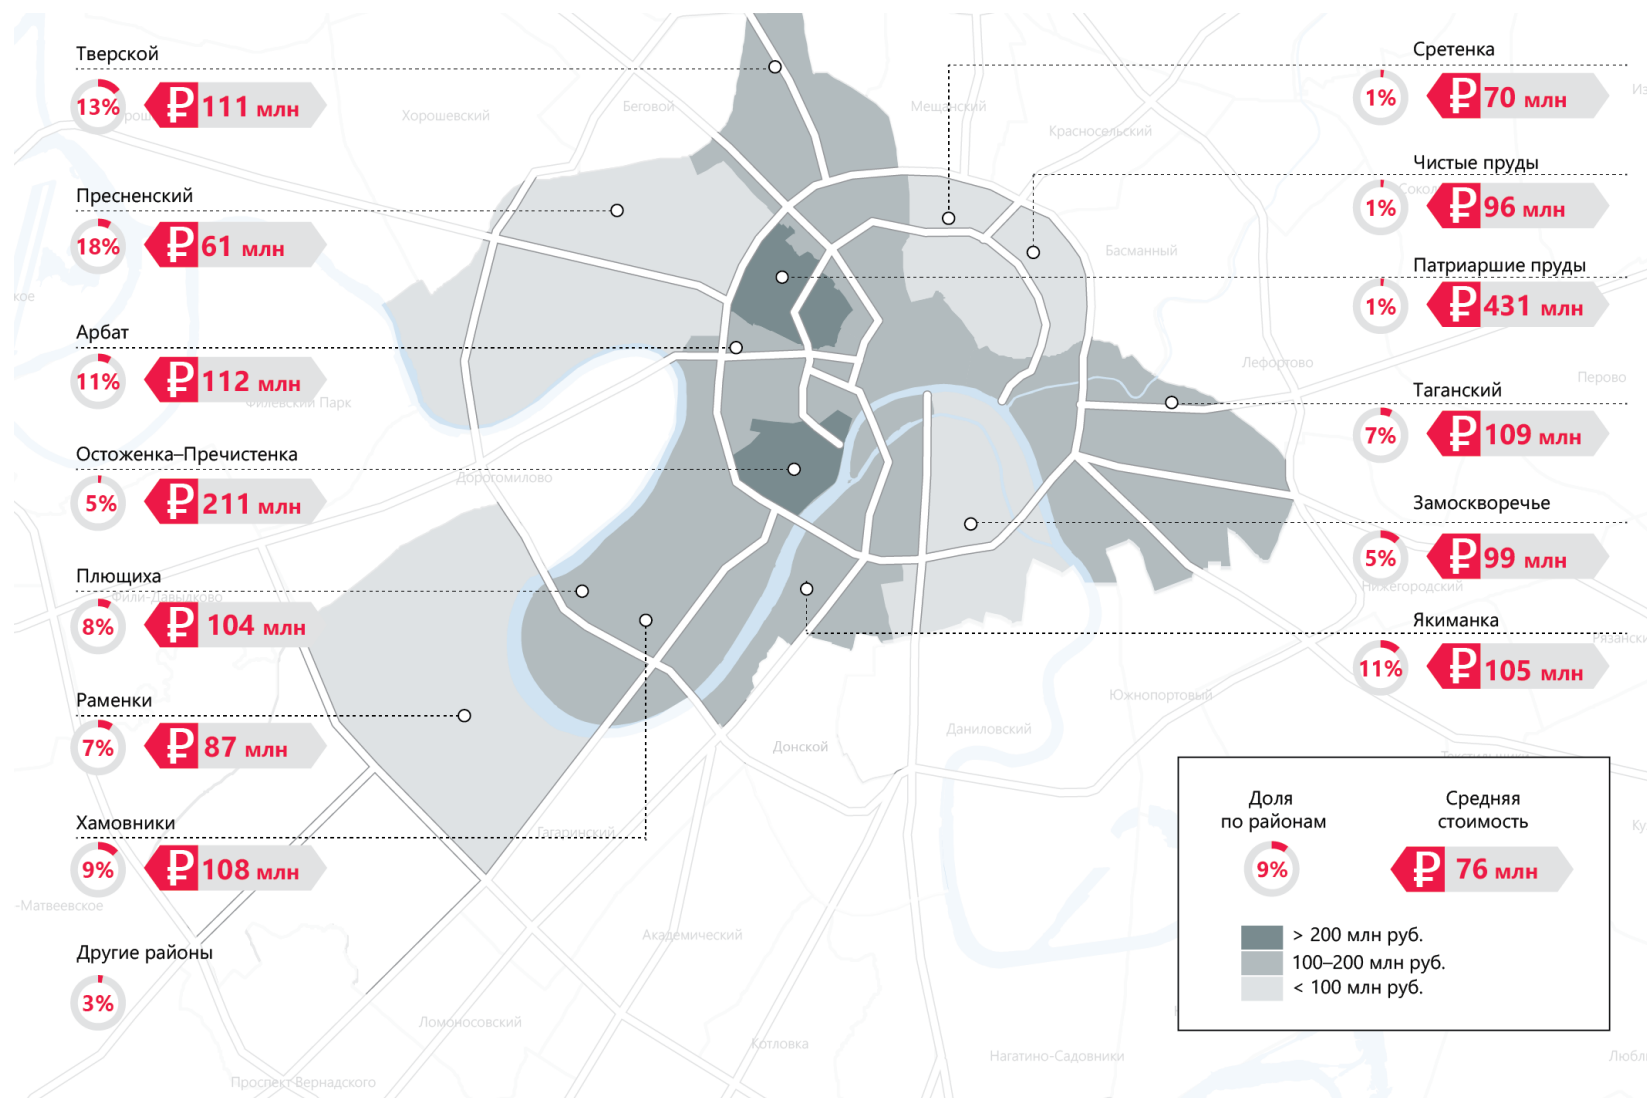 Тверской
13%
₽ 111 млн
Пресненский
18%
₽ 61 млн
Арбат
11%
₽ 112 млн
Остоженка–Пречистенка
5%
₽ 211 млн
Плющиха
8%
₽ 104 млн
Раменки
7%
₽ 87 млн
Хамовники
9%
₽ 108 млн
Другие районы
3%
Сретенка
1%
₽ 70 млн
Чистые пруды
1%
₽ 96 млн
Патриаршие пруды
1%
₽ 431 млн
Таганский
7%
₽ 109 млн
Замоскворечье
5%
₽ 99 млн
Якиманка
11%
₽ 105 млн
Доля
по районам
9%
Средняя
стоимость
₽ 76 млн
> 200 млн руб.
100–200 млн руб.
< 100 млн руб.
Хорошевский
Беговой
Мещанский
Красносельский
Басманный
Лефортово
Перово
Филевский Парк
Дорогомилово
Фили-Давыдково
Нижегородский
Южнопортовый
Даниловский
Донской
Гагаринский
-Матвеевское
Академический
Ломоносовский
Котловка
Нагатино-Садовники
Проспект Вернадского